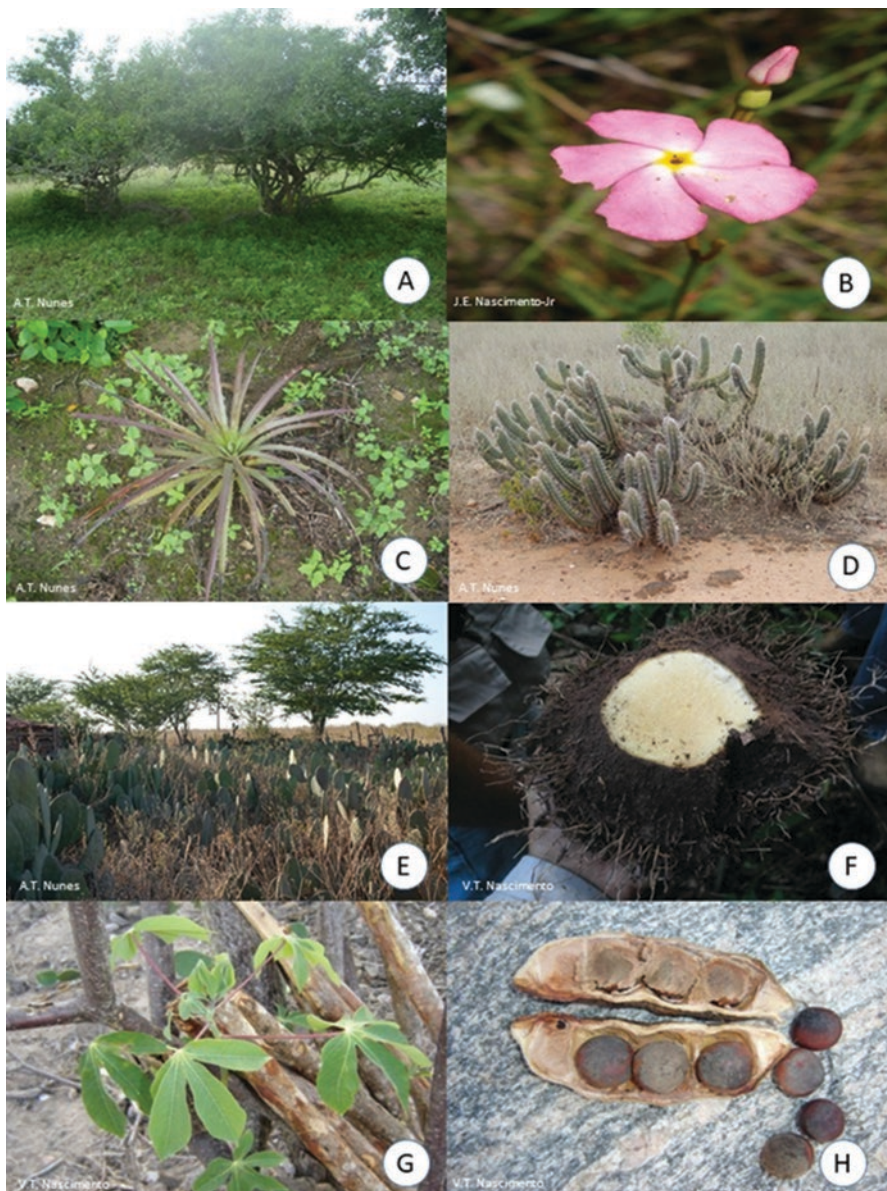 A.T. Nunes
A
J.E. Nascimento-Jr
B
A.T. Nunes
C
A.T. Nunes
D
A.T. Nunes
E
V.T. Nascimento
F
V.T. Nascimento
G
V.T. Nascimento
H